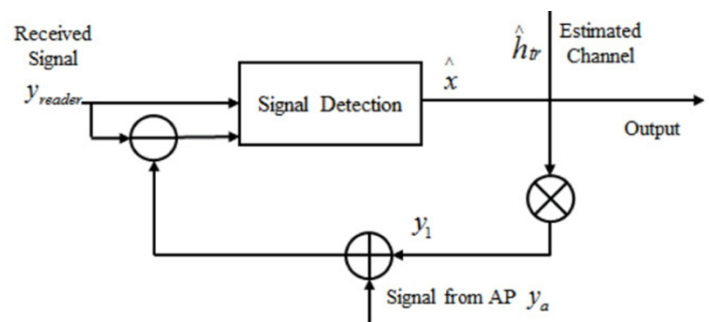 Received
Signal
y_reader
Signal Detection
x̂
ĥ_tr
Estimated
Channel
Output
y_1
Signal from AP y_a